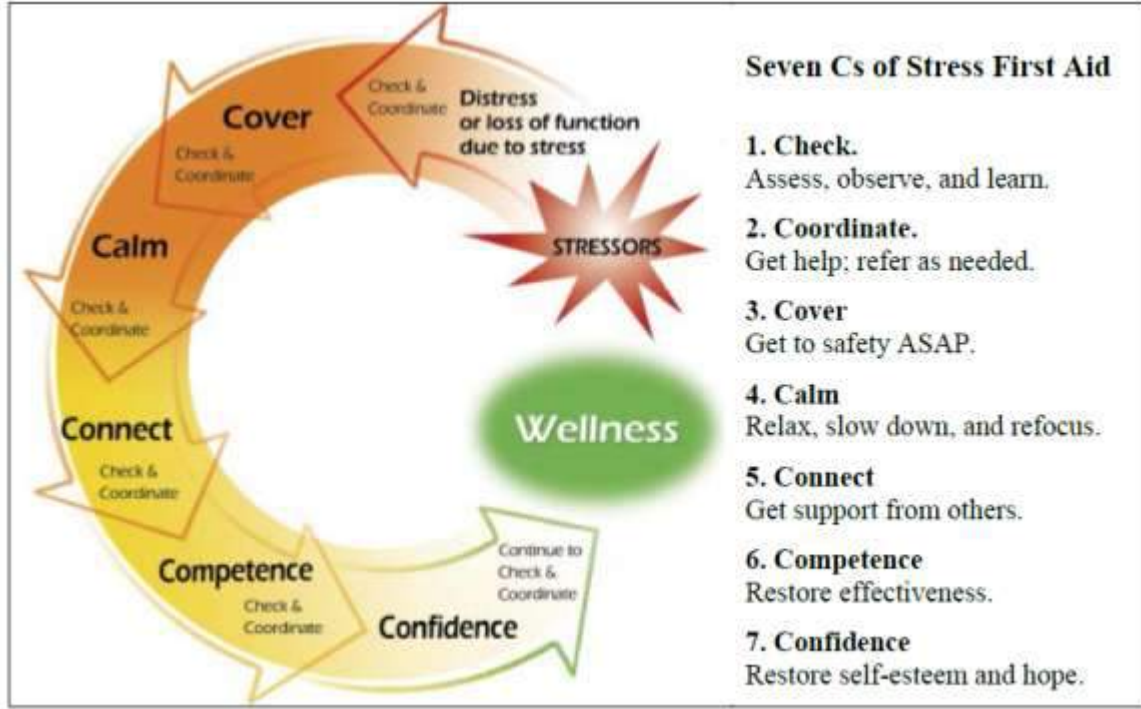 Check &
Coordinate
Distress
or loss of function
due to stress
Cover
Check &
Coordinate
STRESSORS
Calm
Check &
Coordinate
Connect
Check &
Coordinate
Wellness
Competence
Check &
Coordinate
Continue to
Check &
Coordinate
Confidence
Seven Cs of Stress First Aid
1. Check.
Assess, observe, and learn.
2. Coordinate.
Get help; refer as needed.
3. Cover
Get to safety ASAP.
4. Calm
Relax, slow down, and refocus.
5. Connect
Get support from others.
6. Competence
Restore effectiveness.
7. Confidence
Restore self-esteem and hope.